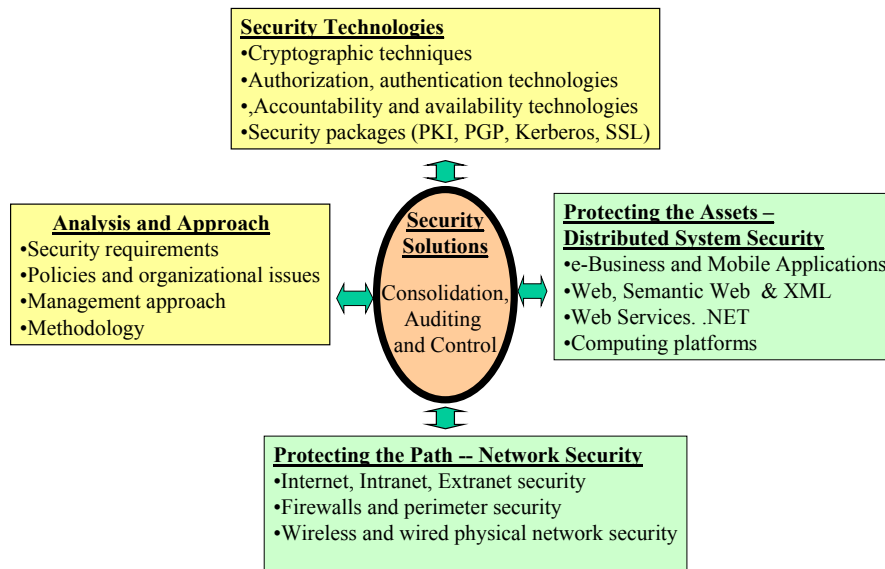 Security Technologies
•Cryptographic techniques
•Authorization, authentication technologies
•,Accountability and availability technologies
•Security packages (PKI, PGP, Kerberos, SSL)
Analysis and Approach
•Security requirements
•Policies and organizational issues
•Management approach
•Methodology
Security
Solutions
Consolidation,
Auditing
and Control
Protecting the Assets –
Distributed System Security
•e-Business and Mobile Applications
•Web, Semantic Web & XML
•Web Services. .NET
•Computing platforms
Protecting the Path -- Network Security
•Internet, Intranet, Extranet security
•Firewalls and perimeter security
•Wireless and wired physical network security